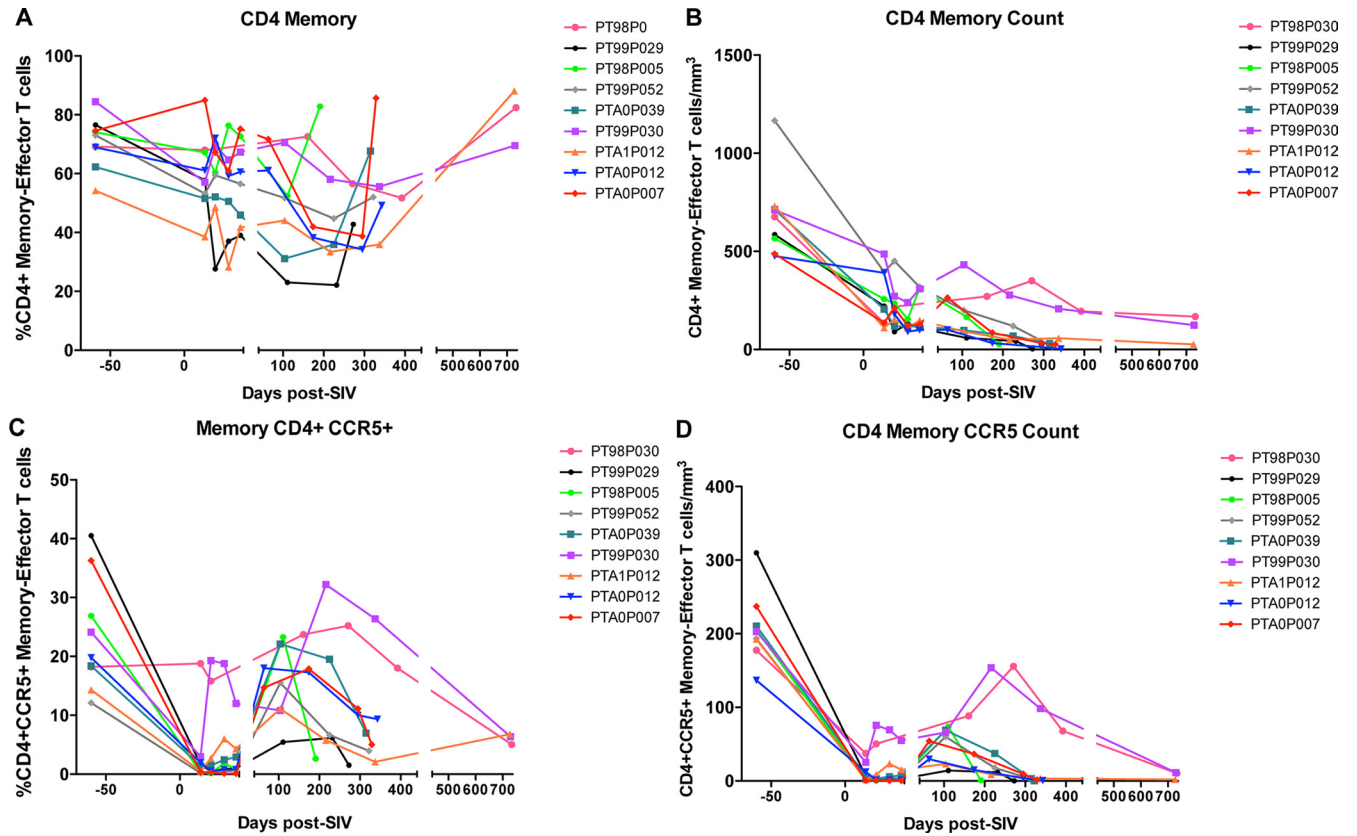 A
CD4 Memory
%CD4+ Memory-Effector T cells
100
80
60
40
20
0
-50
0
100
200
300
400
500
600
700
Days post-SIV
PT98P0
PT99P029
PT98P005
PT99P052
PTA0P039
PT99P030
PTA1P012
PTA0P012
PTA0P007
B
CD4 Memory Count
CD4+ Memory-Effector T cells/mm³
1500
1000
500
0
-50
0
100
200
300
400
500
600
700
Days post-SIV
PT98P030
PT99P029
PT98P005
PT99P052
PTA0P039
PT99P030
PTA1P012
PTA0P012
PTA0P007
C
Memory CD4+ CCR5+
%CD4+CCR5+ Memory-Effector T cells
50
40
30
20
10
0
-50
0
100
200
300
400
500
600
700
Days post-SIV
PT98P030
PT99P029
PT98P005
PT99P052
PTA0P039
PT99P030
PTA1P012
PTA0P012
PTA0P007
D
CD4 Memory CCR5 Count
CD4+CCR5+ Memory-Effector T cells/mm³
400
300
200
100
0
-50
0
100
200
300
400
500
600
700
Days post-SIV
PT98P030
PT99P029
PT98P005
PT99P052
PTA0P039
PT99P030
PTA1P012
PTA0P012
PTA0P007